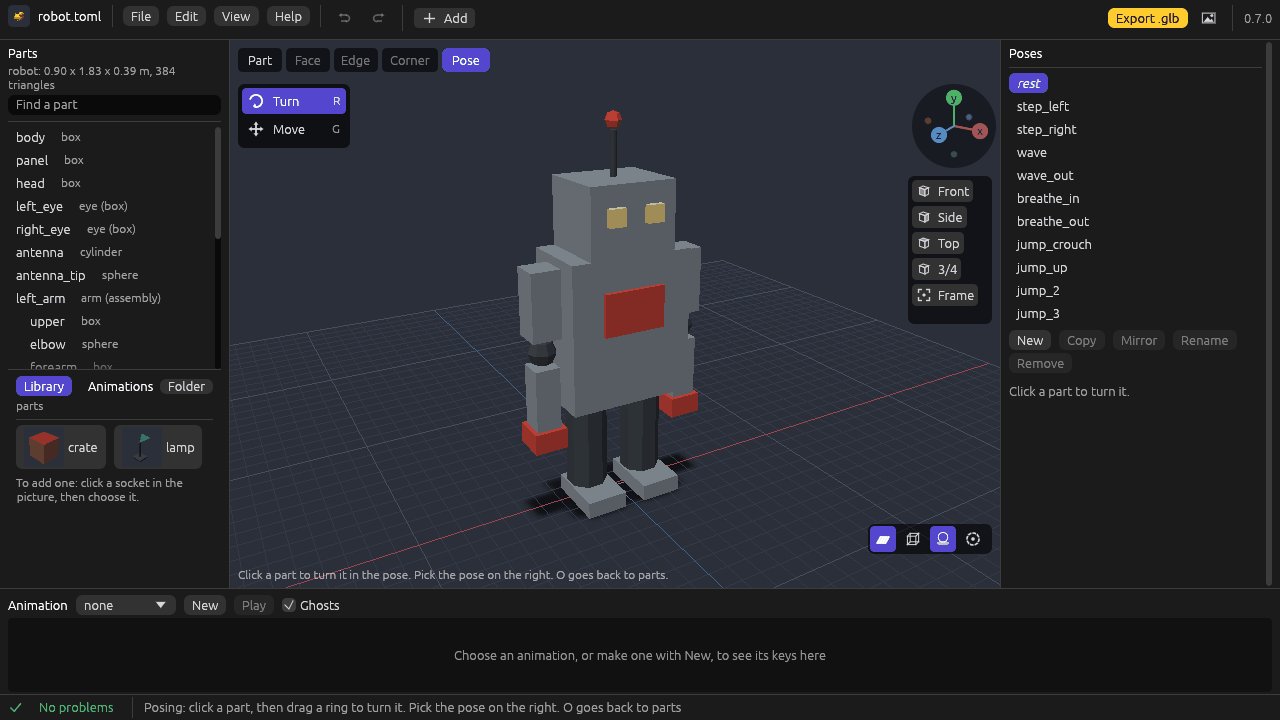 robot.toml File Edit View Help + Add Export .glb 0.7.0
Parts
robot: 0.90 x 1.83 x 0.39 m, 384
triangles
Find a part
body box
panel box
head box
left_eye eye (box)
right_eye eye (box)
antenna cylinder
antenna_tip sphere
left_arm arm (assembly)
upper box
elbow sphere
forearm box
Library Animations Folder
parts
crate lamp
To add one: click a socket in the
picture, then choose it.
Part Face Edge Corner Pose
Turn R
Move G
y
x
z
Front
Side
Top
3/4
Frame
Click a part to turn it in the pose. Pick the pose on the right. O goes back to parts.
Poses
rest
step_left
step_right
wave
wave_out
breathe_in
breathe_out
jump_crouch
jump_up
jump_2
jump_3
New Copy Mirror Rename
Remove
Click a part to turn it.
Animation none New Play Ghosts
Choose an animation, or make one with New, to see its keys here
No problems Posing: click a part, then drag a ring to turn it. Pick the pose on the right. O goes back to parts